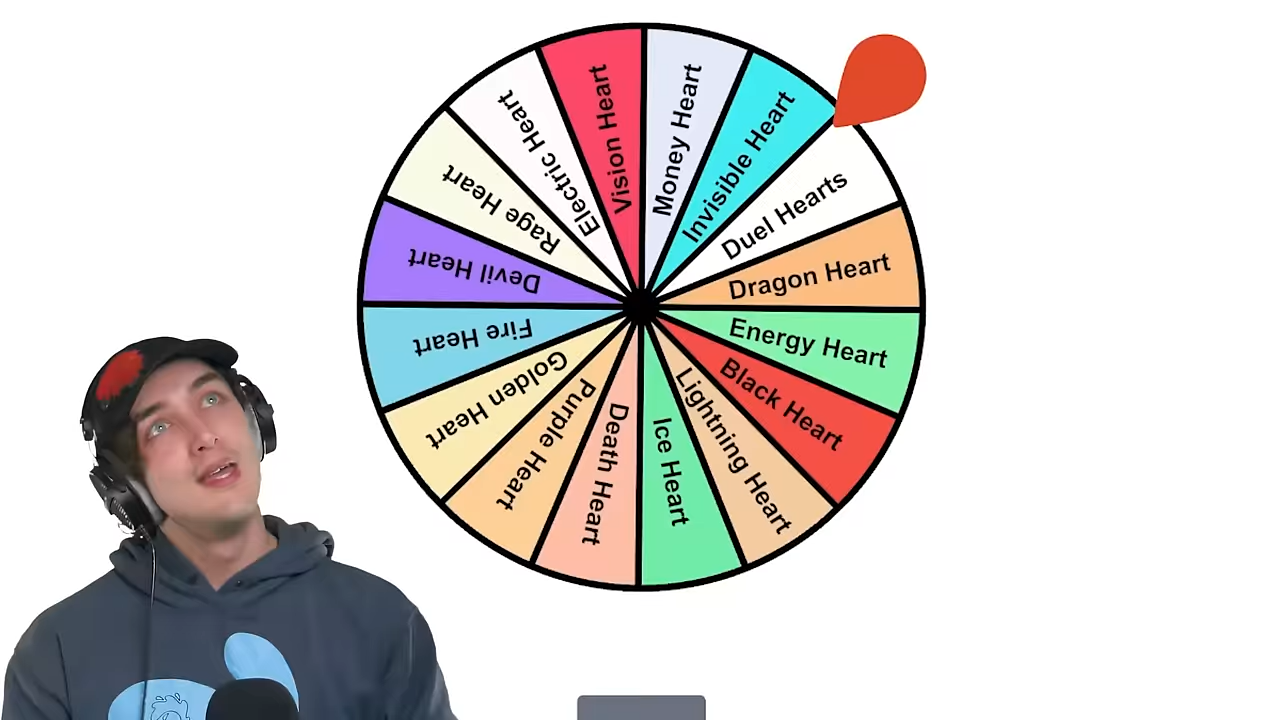 Vision Heart
Money Heart
Invisible Heart
Duel Hearts
Dragon Heart
Energy Heart
Black Heart
Lightning Heart
Ice Heart
Death Heart
Purple Heart
Golden Heart
Fire Heart
Devil Heart
Rage Heart
Electric Heart